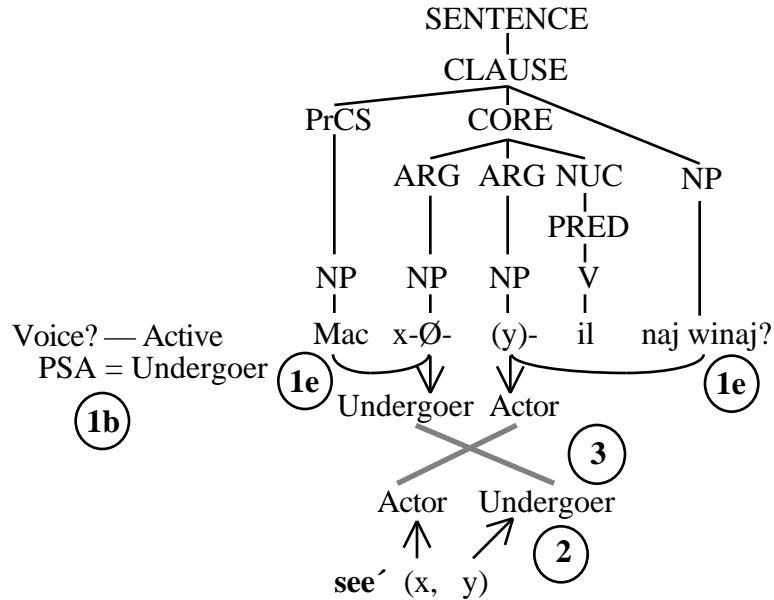 SENTENCE
CLAUSE
PrCS CORE
ARG ARG NUC NP
PRED
NP NP NP V
Voice? — Active Mac x-Ø- (y)- il naj winaj?
PSA = Undergoer 1e 1e
1b Undergoer Actor
3
Actor Undergoer
2
see´ (x, y)